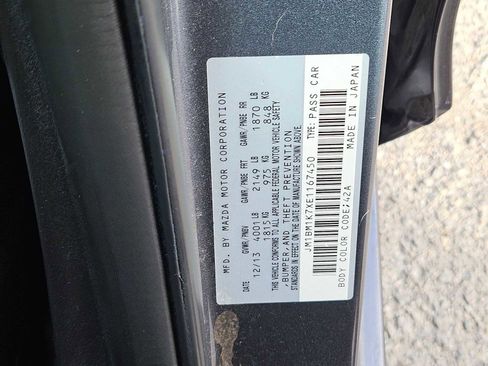 MFD. BY MAZDA MOTOR CORPORATION
DATE GVWR/PNBV GAWR/PNBE FRT GAWR/PNBE RR
12/13 4001 LB 2149 LB 1870 LB
1815 KG 975 KG 848 KG
THIS VEHICLE CONFORMS TO ALL APPLICABLE FEDERAL MOTOR VEHICLE SAFETY
, BUMPER, AND THEFT PREVENTION
STANDARDS IN EFFECT ON THE DATE OF MANUFACTURE SHOWN ABOVE.
JM1BM1K7XE1167450 TYPE: PASS CAR
MADE IN JAPAN
BODY COLOR CODE:42A